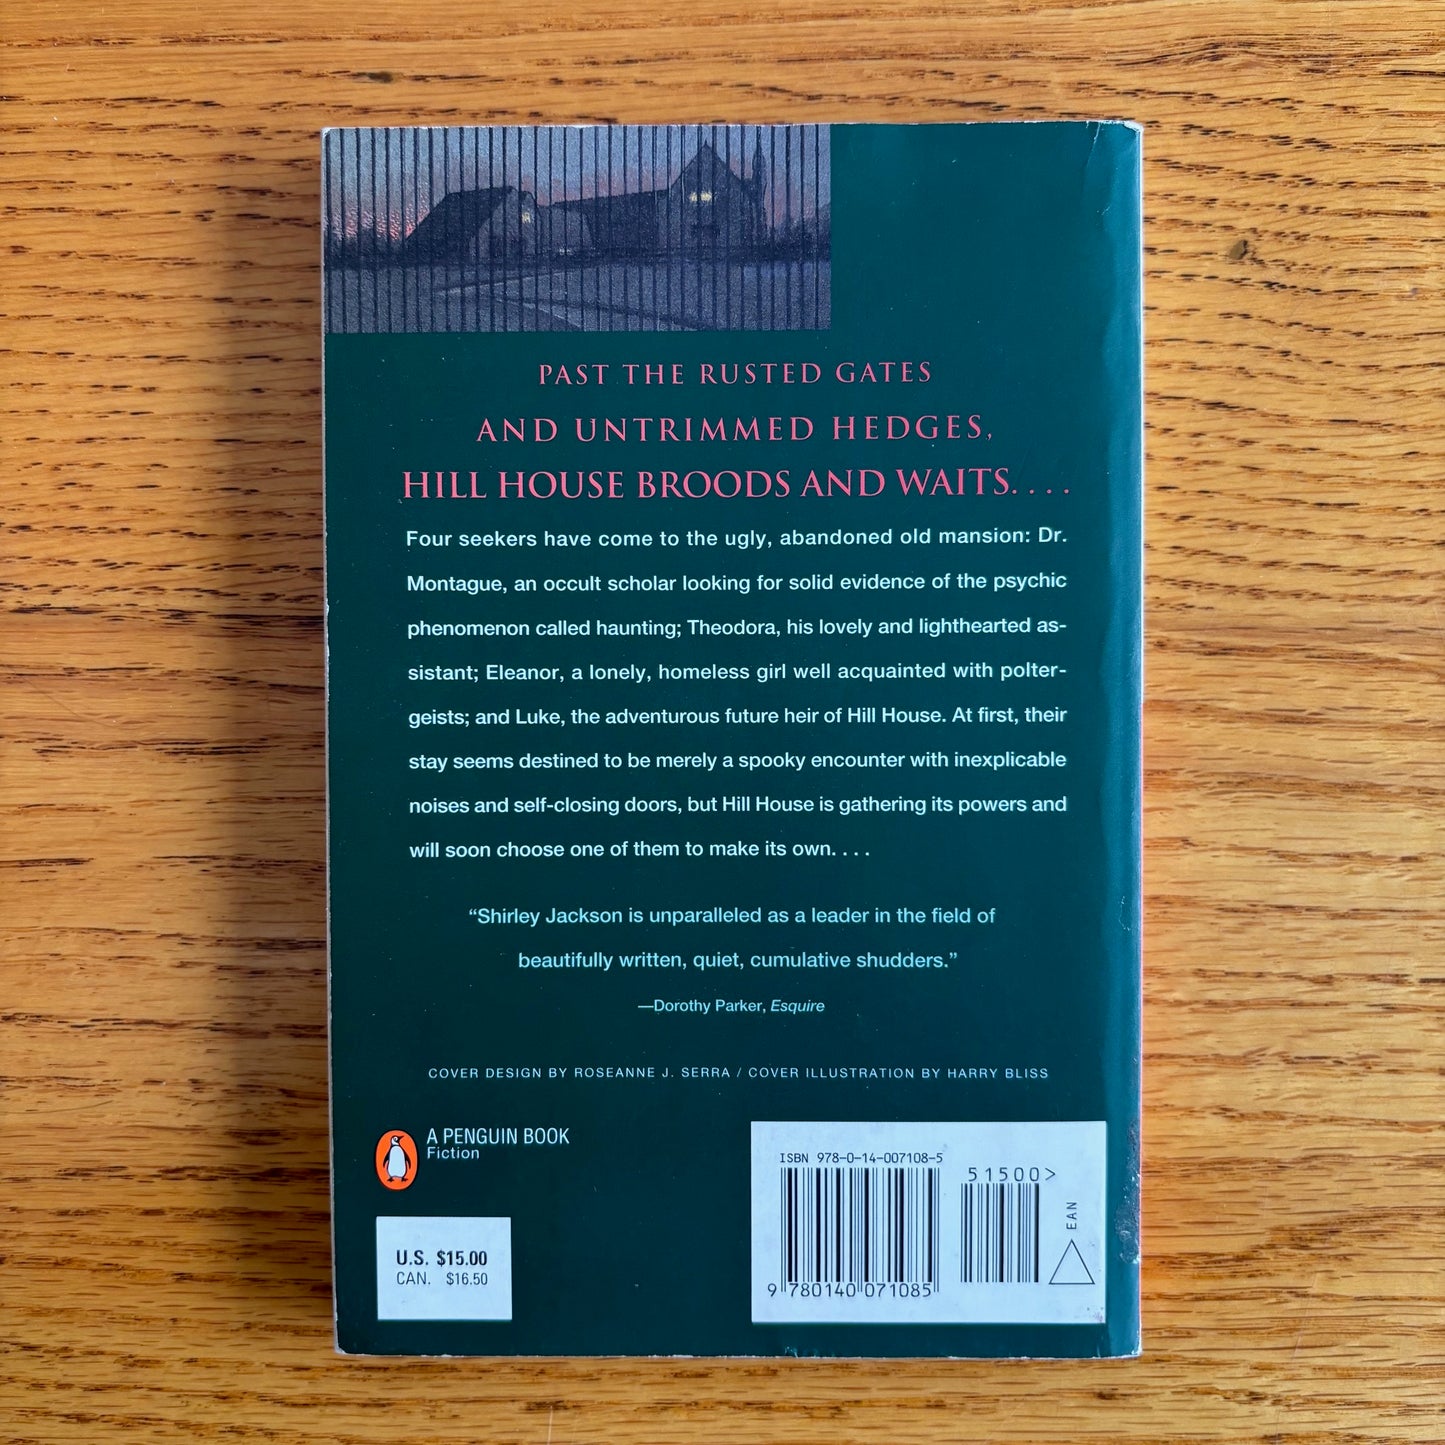 PAST THE RUSTED GATES
AND UNTRIMMED HEDGES,
HILL HOUSE BROODS AND WAITS. . . .
Four seekers have come to the ugly, abandoned old mansion: Dr.
Montague, an occult scholar looking for solid evidence of the psychic
phenomenon called haunting; Theodora, his lovely and lighthearted as-
sistant; Eleanor, a lonely, homeless girl well acquainted with polter-
geists; and Luke, the adventurous future heir of Hill House. At first, their
stay seems destined to be merely a spooky encounter with inexplicable
noises and self-closing doors, but Hill House is gathering its powers and
will soon choose one of them to make its own. . . .
“Shirley Jackson is unparalleled as a leader in the field of
beautifully written, quiet, cumulative shudders.”
—Dorothy Parker, Esquire
COVER DESIGN BY ROSEANNE J. SERRA / COVER ILLUSTRATION BY HARRY BLISS
A PENGUIN BOOK
Fiction
U.S. $15.00
CAN. $16.50
ISBN 978-0-14-007108-5
51500>
EAN
9 780140 071085